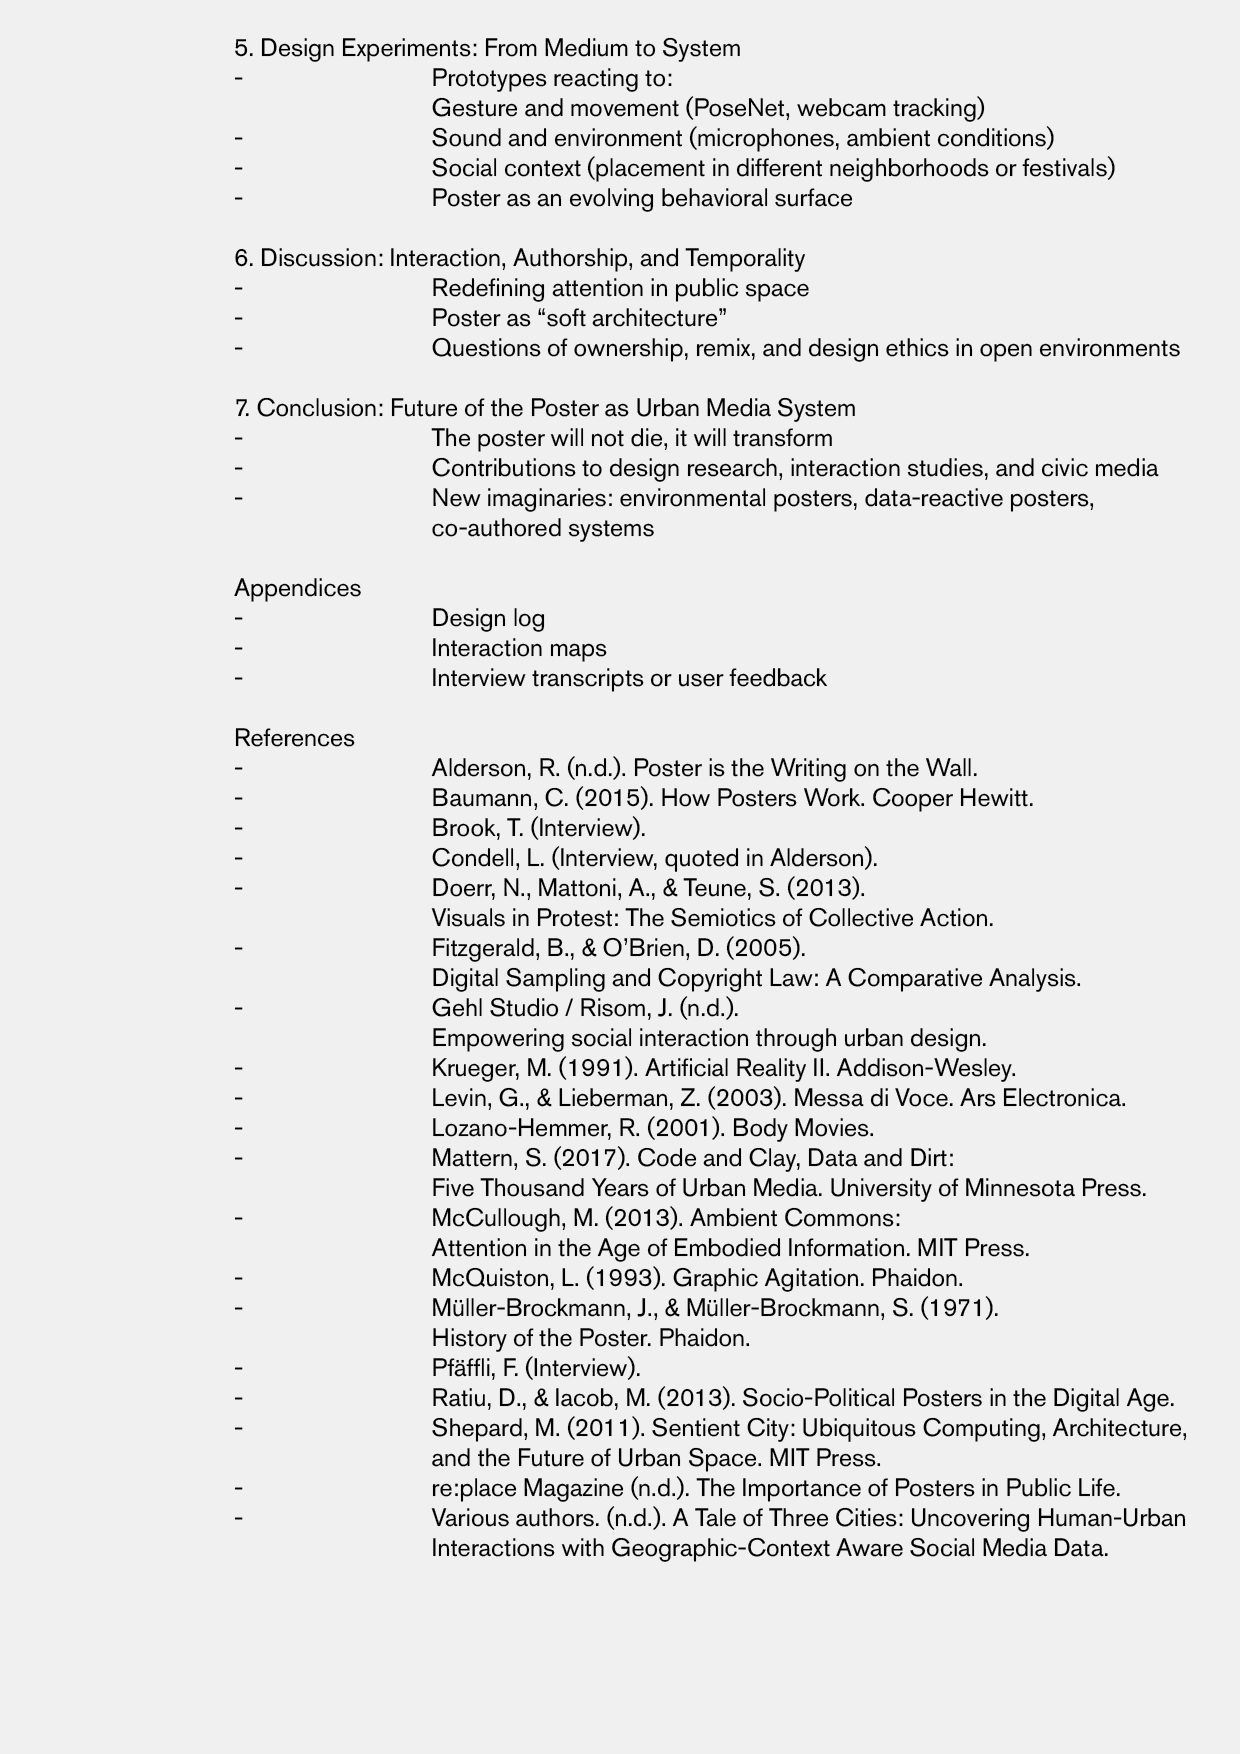 5. Design Experiments: From Medium to System
- Prototypes reacting to:
Gesture and movement (PoseNet, webcam tracking)
- Sound and environment (microphones, ambient conditions)
- Social context (placement in different neighborhoods or festivals)
- Poster as an evolving behavioral surface
6. Discussion: Interaction, Authorship, and Temporality
- Redefining attention in public space
- Poster as “soft architecture”
- Questions of ownership, remix, and design ethics in open environments
7. Conclusion: Future of the Poster as Urban Media System
- The poster will not die, it will transform
- Contributions to design research, interaction studies, and civic media
- New imaginaries: environmental posters, data-reactive posters,
co-authored systems
Appendices
- Design log
- Interaction maps
- Interview transcripts or user feedback
References
- Alderson, R. (n.d.). Poster is the Writing on the Wall.
- Baumann, C. (2015). How Posters Work. Cooper Hewitt.
- Brook, T. (Interview).
- Condell, L. (Interview, quoted in Alderson).
- Doerr, N., Mattoni, A., & Teune, S. (2013).
Visuals in Protest: The Semiotics of Collective Action.
- Fitzgerald, B., & O’Brien, D. (2005).
Digital Sampling and Copyright Law: A Comparative Analysis.
- Gehl Studio / Risom, J. (n.d.).
Empowering social interaction through urban design.
- Krueger, M. (1991). Artificial Reality II. Addison-Wesley.
- Levin, G., & Lieberman, Z. (2003). Messa di Voce. Ars Electronica.
- Lozano-Hemmer, R. (2001). Body Movies.
- Mattern, S. (2017). Code and Clay, Data and Dirt:
Five Thousand Years of Urban Media. University of Minnesota Press.
- McCullough, M. (2013). Ambient Commons:
Attention in the Age of Embodied Information. MIT Press.
- McQuiston, L. (1993). Graphic Agitation. Phaidon.
- Müller-Brockmann, J., & Müller-Brockmann, S. (1971).
History of the Poster. Phaidon.
- Pfäffli, F. (Interview).
- Ratiu, D., & Iacob, M. (2013). Socio-Political Posters in the Digital Age.
- Shepard, M. (2011). Sentient City: Ubiquitous Computing, Architecture,
and the Future of Urban Space. MIT Press.
- re:place Magazine (n.d.). The Importance of Posters in Public Life.
- Various authors. (n.d.). A Tale of Three Cities: Uncovering Human-Urban
Interactions with Geographic-Context Aware Social Media Data.